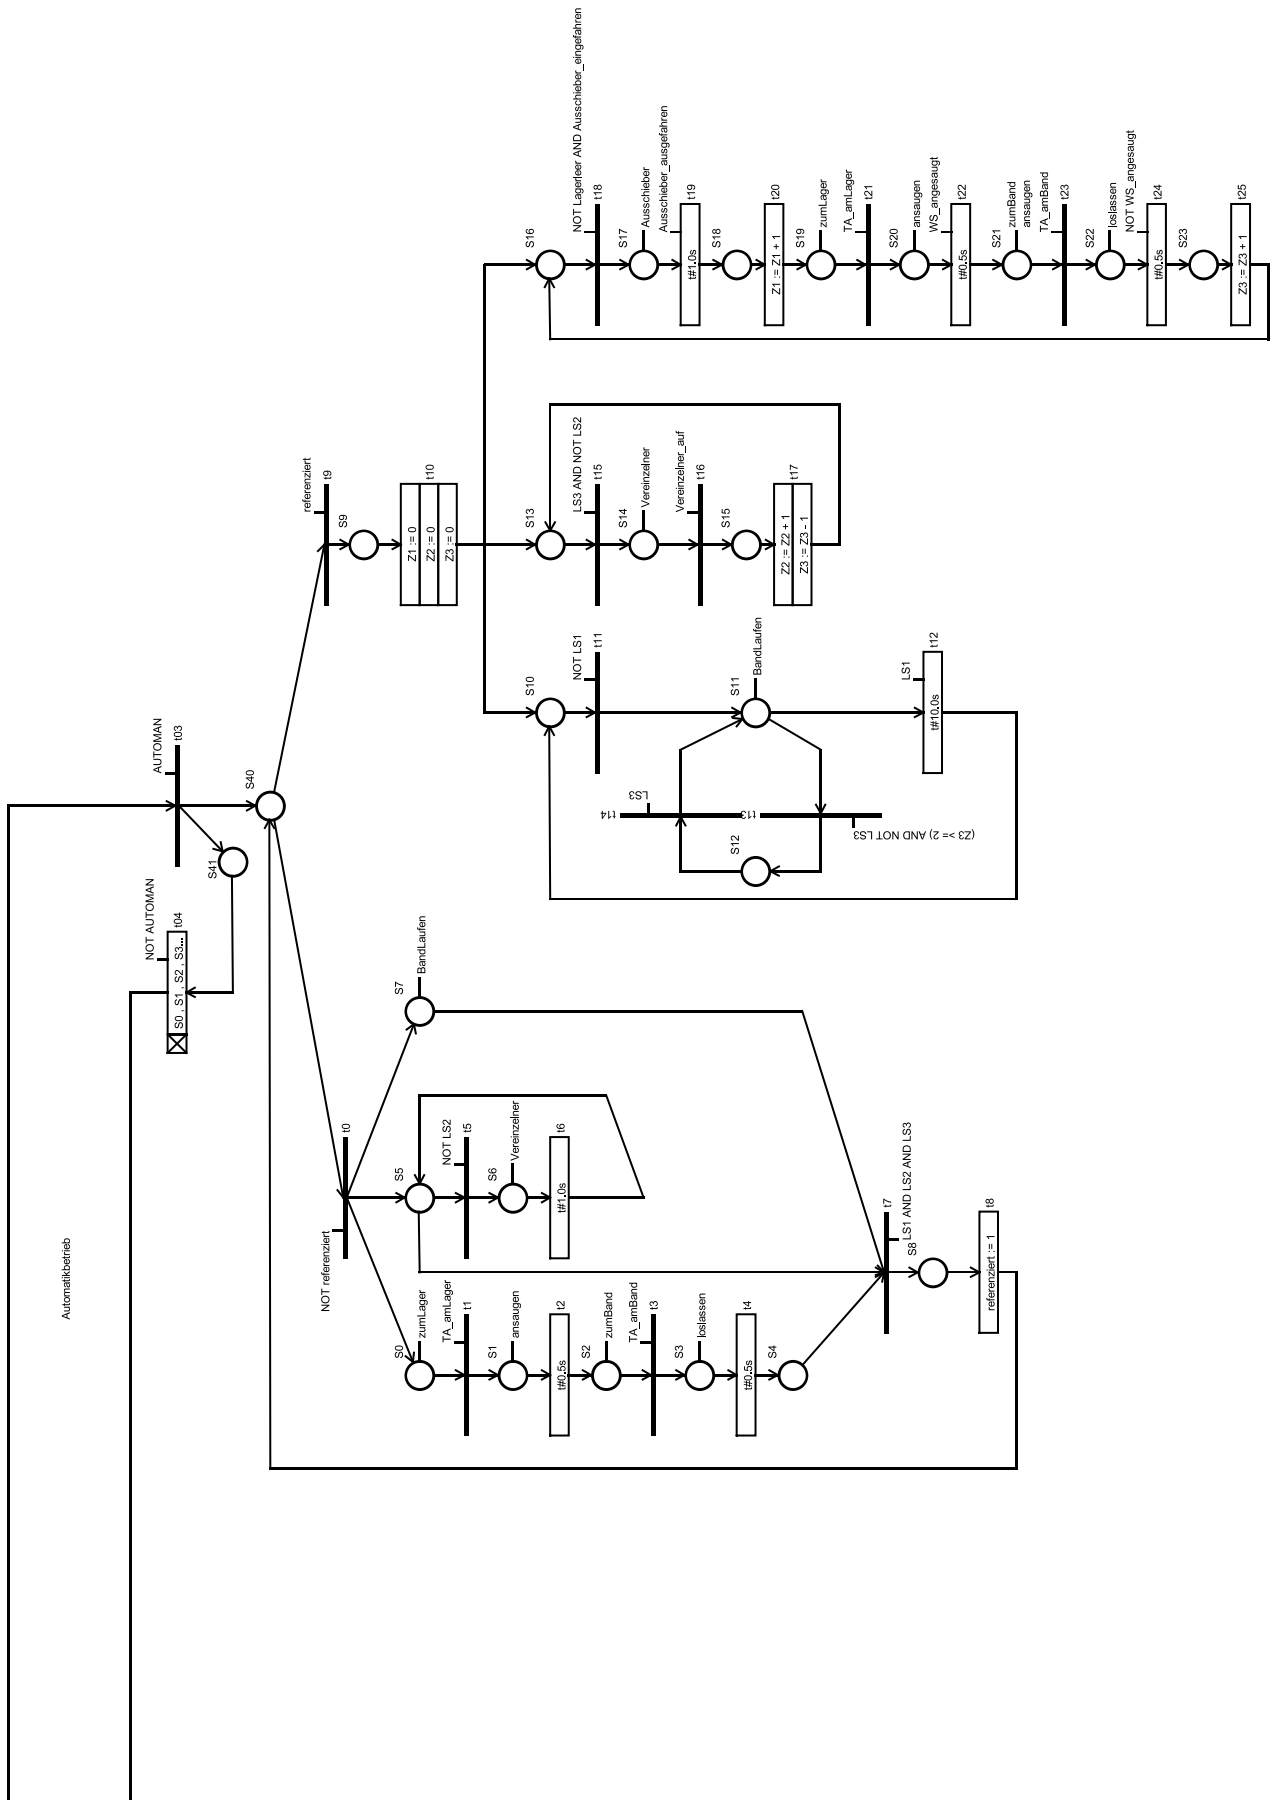 Automatikbetrieb
AUTOMAN
t03
NOT AUTOMAN
t04
S0 , S1 , S2 , S3...
S41
S40
NOT referenziert
t0
S0
zumLager
TA_amLager
t1
S1
ansaugen
t2
t#0.5s
S2
zumBand
TA_amBand
t3
S3
loslassen
t4
t#0.5s
S4
S5
NOT LS2
t5
S6
Vereinzelner
t6
t#1.0s
S7
BandLaufen
t7
LS1 AND LS2 AND LS3
S8
t8
referenziert := 1
referenziert
t9
S9
t10
Z1 := 0
Z2 := 0
Z3 := 0
S10
NOT LS1
t11
S11
BandLaufen
LS1
t12
t#10.0s
S12
t14
LS3
t13
(Z3 >= 2) AND NOT LS3
S13
LS3 AND NOT LS2
t15
S14
Vereinzelner
Vereinzelner_auf
t16
S15
t17
Z2 := Z2 + 1
Z3 := Z3 - 1
S16
NOT Lagerleer AND Ausschieber_eingefahren
t18
S17
Ausschieber
Ausschieber_ausgefahren
t19
t#1.0s
S18
t20
Z1 := Z1 + 1
S19
zumLager
TA_amLager
t21
S20
ansaugen
WS_angesaugt
t22
t#0.5s
S21
zumBand
ansaugen
TA_amBand
t23
S22
loslassen
NOT WS_angesaugt
t24
t#0.5s
S23
t25
Z3 := Z3 + 1